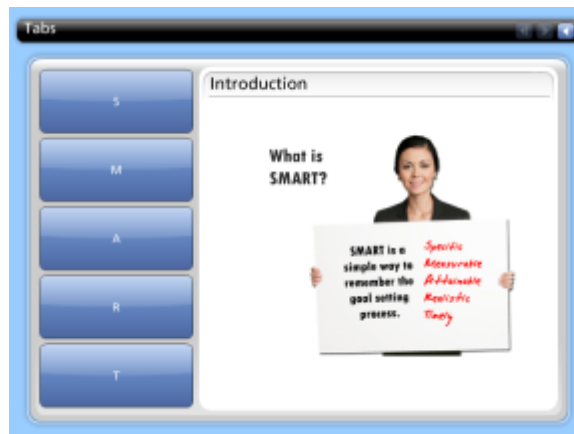 Tabs
S
M
A
R
T
Introduction
What is
SMART?
SMART is a
simple way to
remember the
goal setting
process.
Specific
Measurable
Attainable
Realistic
Timely